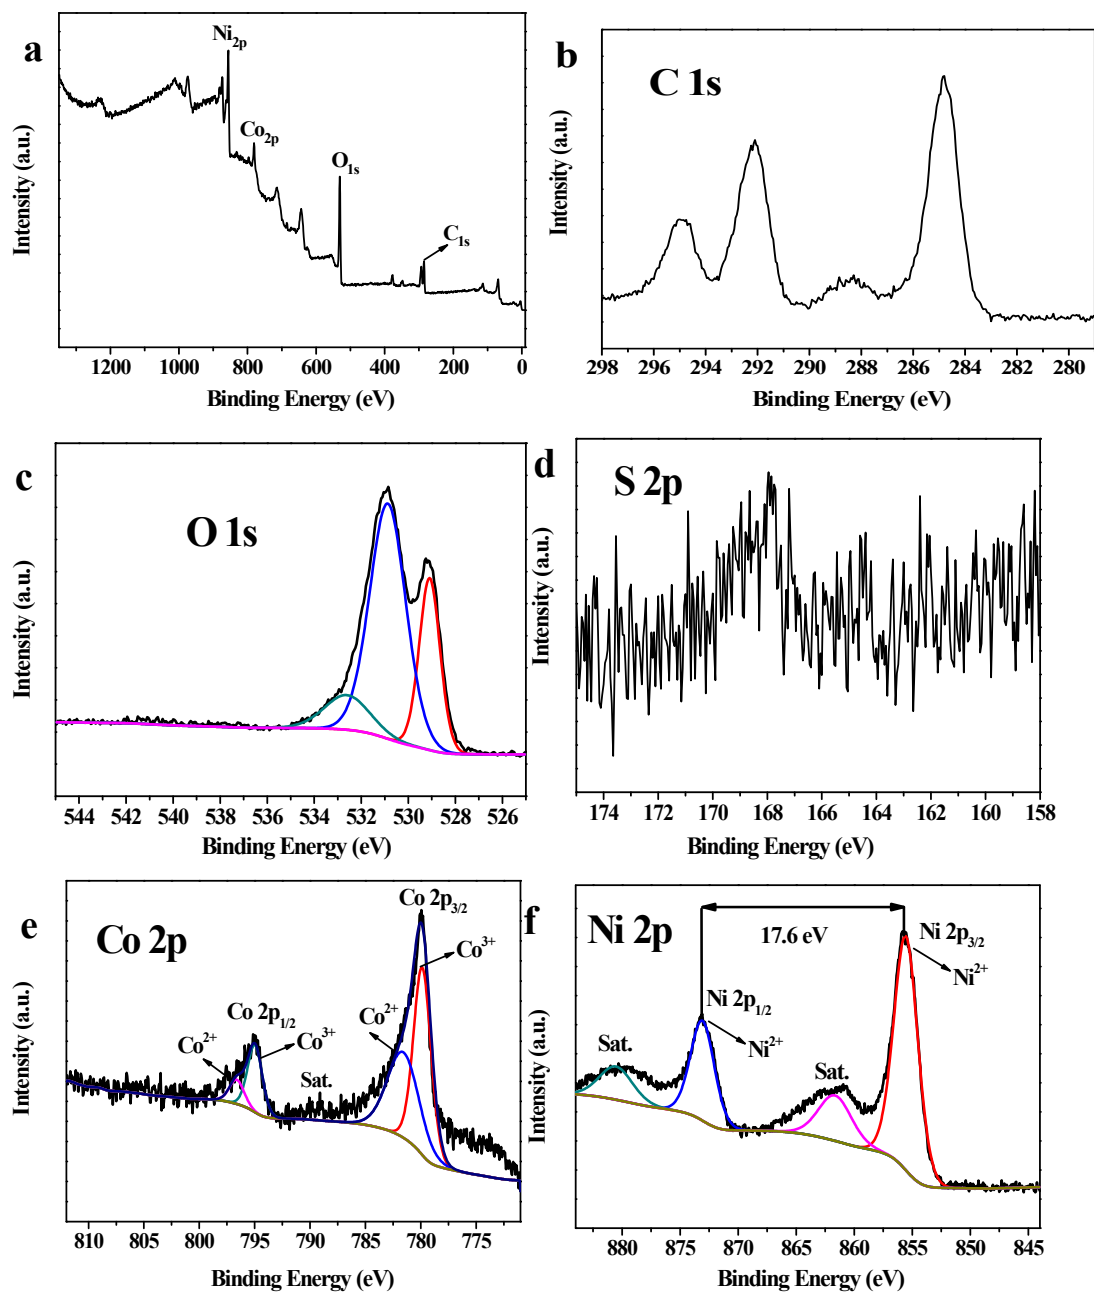 a
Ni2p
Co2p
O1s
C1s
Intensity (a.u.)
1200 1000 800 600 400 200 0
Binding Energy (eV)
b
C 1s
Intensity (a.u.)
298 296 294 292 290 288 286 284 282 280
Binding Energy (eV)
c
O 1s
Intensity (a.u.)
544 542 540 538 536 534 532 530 528 526
Binding Energy (eV)
d
S 2p
Intensity (a.u.)
174 172 170 168 166 164 162 160 158
Binding Energy (eV)
e
Co 2p
Co 2p3/2
Co3+
Co2+
Co 2p1/2
Co2+
Co3+
Sat.
Intensity (a.u.)
810 805 800 795 790 785 780 775
Binding Energy (eV)
f
Ni 2p
17.6 eV
Ni 2p3/2
Ni2+
Ni 2p1/2
Ni2+
Sat.
Sat.
Intensity (a.u.)
880 875 870 865 860 855 850 845
Binding Energy (eV)